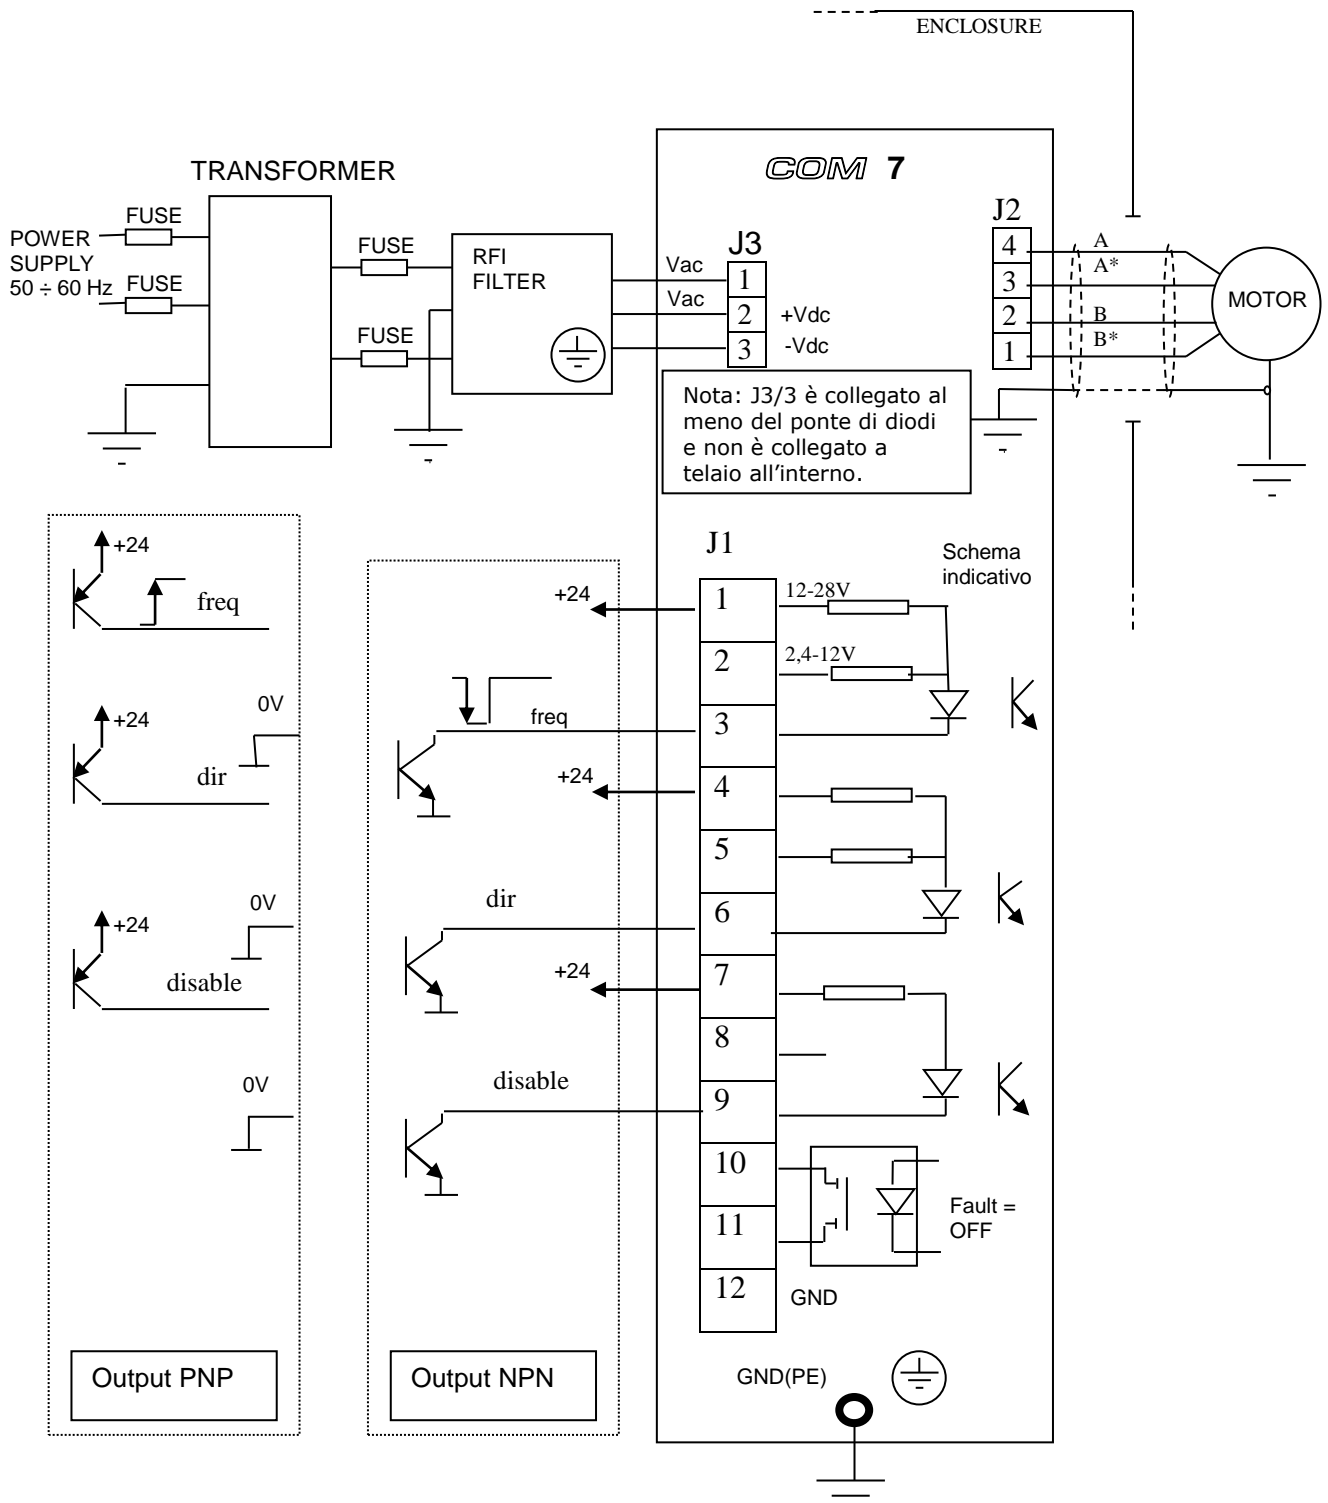 ENCLOSURE
COM 7
TRANSFORMER
FUSE
POWER
SUPPLY
50 ÷ 60 Hz
FUSE
FUSE
FUSE
RFI
FILTER
Vac
Vac
J3
1
2
3
+Vdc
-Vdc
J2
4
3
2
1
A
A*
B
B*
MOTOR
Nota: J3/3 è collegato al
meno del ponte di diodi
e non è collegato a
telaio all'interno.
+24
freq
0V
+24
dir
0V
+24
disable
0V
Output PNP
+24
freq
+24
dir
+24
disable
Output NPN
J1
Schema
indicativo
1
12-28V
2
2,4-12V
3
4
5
6
7
8
9
10
11
Fault =
OFF
12
GND
GND(PE)